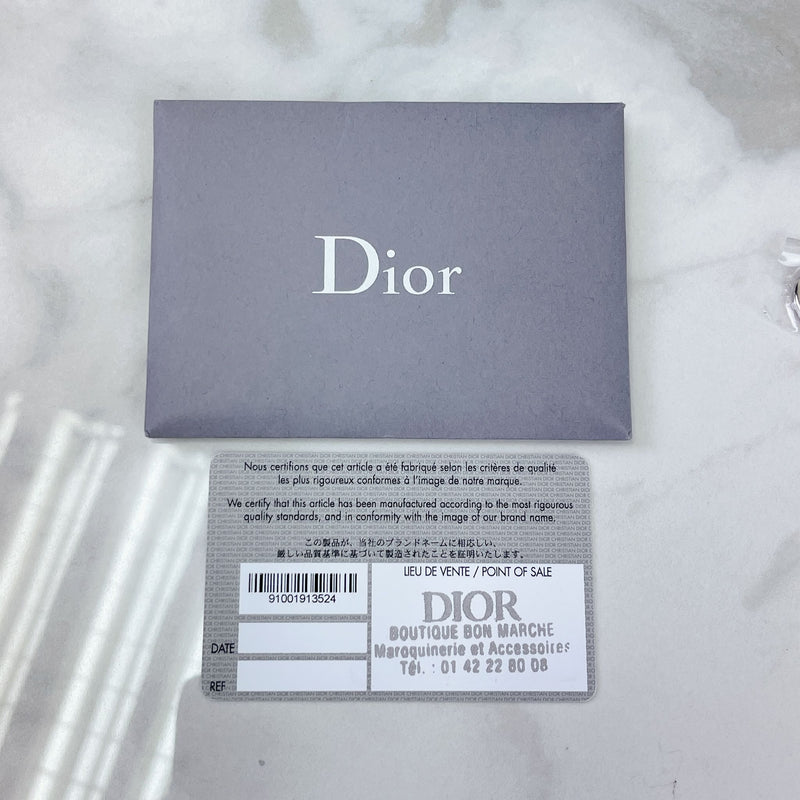 Dior
Nous certifions que cet article a été fabriqué selon les critères de qualité
les plus rigoureux conformes à l'image de notre marque.
We certify that this article has been manufactured according to the most rigourous
quality standards, and in conformity with the image of our brand name.
この製品が、当社のブランドネームに相応しい、
厳しい品質基準に基づいて製造されたことを証明いたします。
91001913524
DATE
REF
LIEU DE VENTE / POINT OF SALE
DIOR
BOUTIQUE BON MARCHE
Maroquinerie et Accessoires
Tél. : 01 42 22 80 08